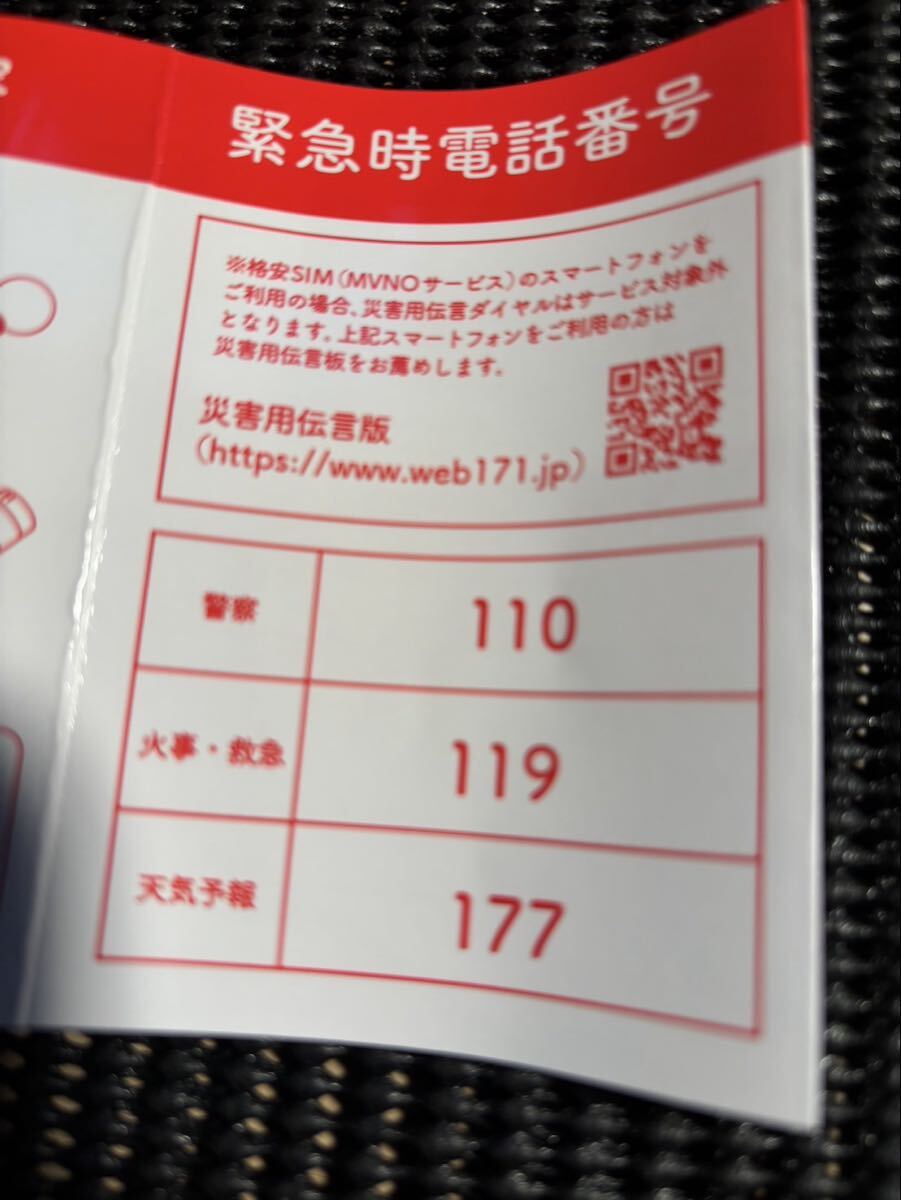 緊急時電話番号
※格安SIM(MVNOサービス)のスマートフォンを
ご利用の場合、災害用伝言ダイヤルはサービス対象外
となります。上記スマートフォンをご利用の方は
災害用伝言板をお薦めします。
災害用伝言版
(https://www.web171.jp)
警察 110
火事・救急 119
天気予報 177